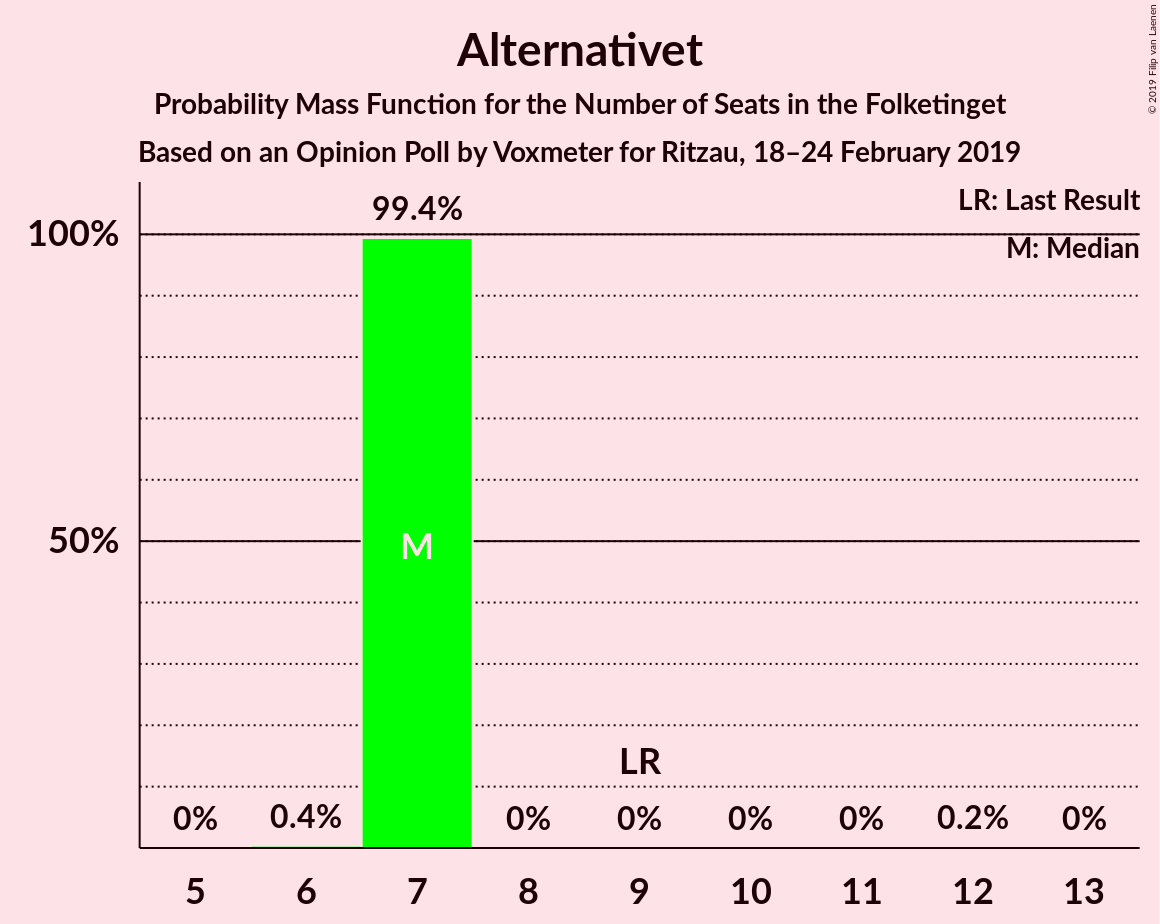 Alternativet
Probability Mass Function for the Number of Seats in the Folketinget
Based on an Opinion Poll by Voxmeter for Ritzau, 18–24 February 2019
© 2019 Filip van Laenen
LR: Last Result
M: Median
99.4%
100%
50%
M
LR
0% 0.4% 0% 0% 0% 0% 0.2% 0%
5 6 7 8 9 10 11 12 13